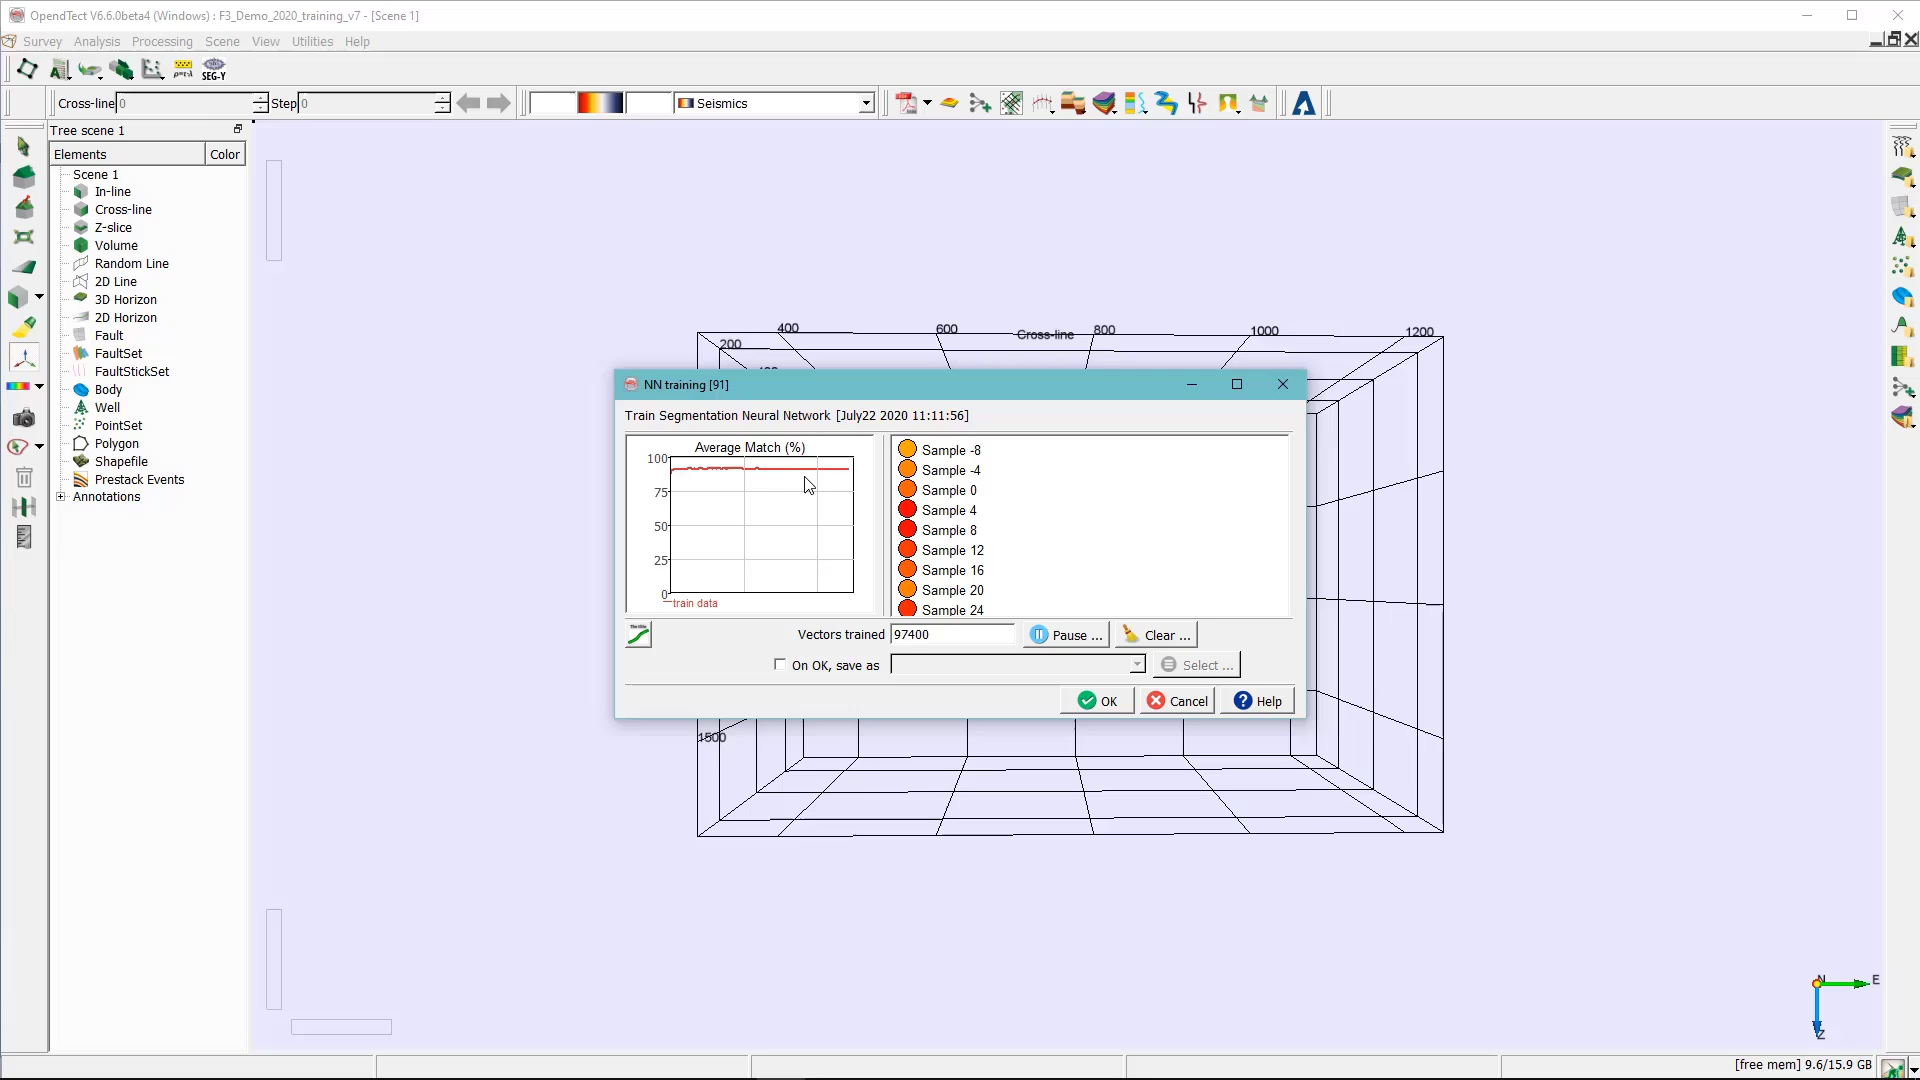 OpendTect V6.6.0beta4 (Windows) : F3_Demo_2020_training_v7 - [Scene 1]
Survey Analysis Processing Scene View Utilities Help
SEG-Y
Cross-line 0 Step 0 Seismics
Tree scene 1
Elements Color
Scene 1
In-line
Cross-line
Z-slice
Volume
Random Line
2D Line
3D Horizon
2D Horizon
Fault
FaultSet
FaultStickSet
Body
Well
PointSet
Polygon
Shapefile
Prestack Events
Annotations
400 600 Cross-line 800 1000 1200
200
NN training [91]
Train Segmentation Neural Network [July22 2020 11:11:56]
Average Match (%)
100
75
50
25
0
train data
Sample -8
Sample -4
Sample 0
Sample 4
Sample 8
Sample 12
Sample 16
Sample 20
Sample 24
Vectors trained 97400 Pause ... Clear ...
On OK, save as Select ...
OK Cancel Help
1500
N E
Z
[free mem] 9.6/15.9 GB